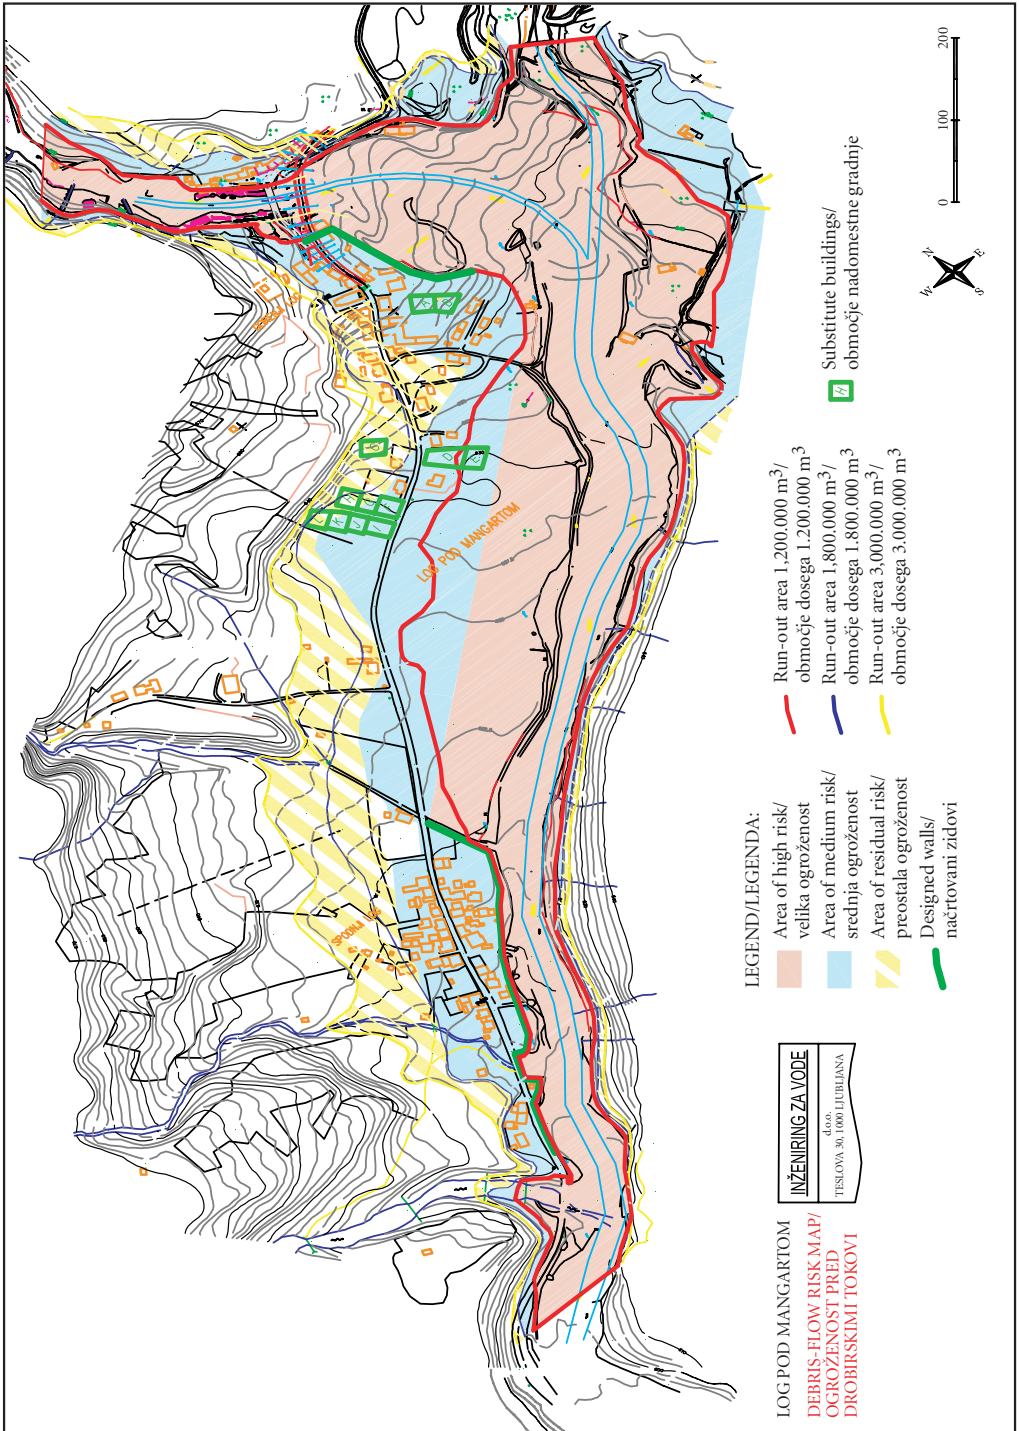 LOG POD MANGARTOM
DEBRIS-FLOW RISK MAP/
OGROŽENOST PRED
DROBIRSKIMI TOKOVI
INŽENIRING ZA VODE
d.o.o.
TESLOVA 30, 1000 LJUBLJANA
LEGEND/LEGENDA:
Area of high risk/
velika ogroženost
Area of medium risk/
srednja ogroženost
Area of residual risk/
preostala ogroženost
Designed walls/
načrtovani zidovi
Run-out area 1,200.000 m³/
območje dosega 1.200.000 m³
Run-out area 1,800.000 m³/
območje dosega 1.800.000 m³
Run-out area 3,000.000 m³/
območje dosega 3.000.000 m³
H
Substitute buildings/
območje nadomestne gradnje
N
E
S
W
0 100 200
LOG POD MANGARTOM
SPODNJI LOG